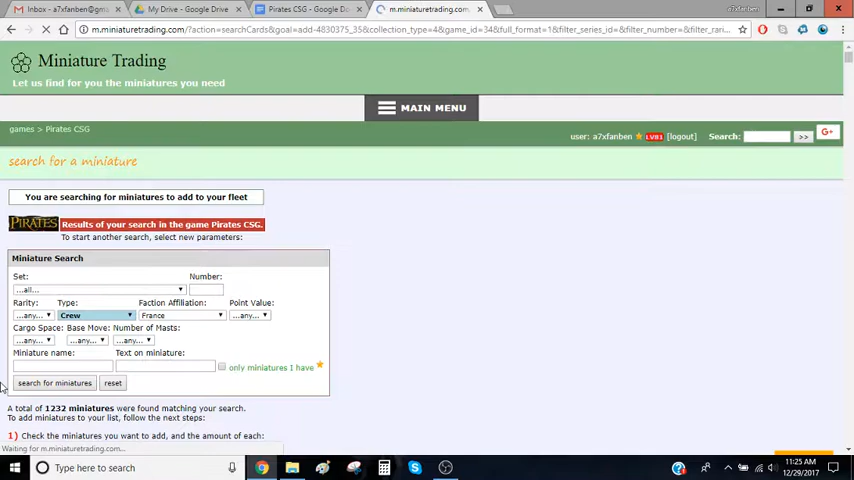 Inbox - a7xfanben@gma
My Drive - Google Drive
Pirates CSG - Google Do
m.miniaturetrading.com/
a7xfanben
m.miniaturetrading.com/?action=searchCards&goal=add-4830375_35&collection_type=4&game_id=34&full_format=1&filter_series_id=&filter_number=&filter_rari
Miniature Trading
Let us find for you the miniatures you need
MAIN MENU
games > Pirates CSG
user: a7xfanben LV81 [logout] Search: >> G+
search for a miniature
You are searching for miniatures to add to your fleet
PIRATES Results of your search in the game Pirates CSG.
To start another search, select new parameters:
Miniature Search
Set: Number:
...all...
Rarity: Type: Faction Affiliation: Point Value:
...any... Crew France ...any...
Cargo Space: Base Move: Number of Masts:
...any... ...any... ...any...
Miniature name: Text on miniature:
only miniatures I have
search for miniatures reset
A total of 1232 miniatures were found matching your search.
To add miniatures to your list, follow the next steps:
1) Check the miniatures you want to add, and the amount of each:
Waiting for m.miniaturetrading.com...
Type here to search
11:25 AM
12/29/2017